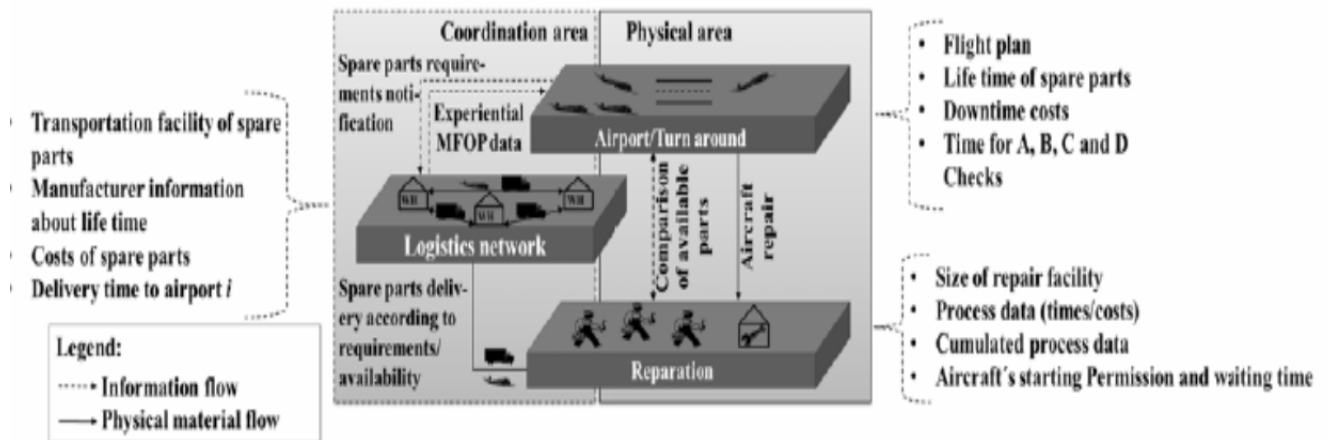 Coordination area
Physical area
Spare parts require-
ments noti-
fication
Experiential
MFOP data
Airport/Turn around
• Flight plan
• Life time of spare parts
• Downtime costs
• Time for A, B, C and D
Checks
Transportation facility of spare
parts
Manufacturer information
about life time
Costs of spare parts
Delivery time to airport i
WH
WH
WH
Logistics network
Comparison
of available
parts
Aircraft
repair
Spare parts deliv-
ery according to
requirements/
availability
Reparation
• Size of repair facility
• Process data (times/costs)
• Cumulated process data
• Aircraft´s starting Permission and waiting time
Legend:
Information flow
Physical material flow